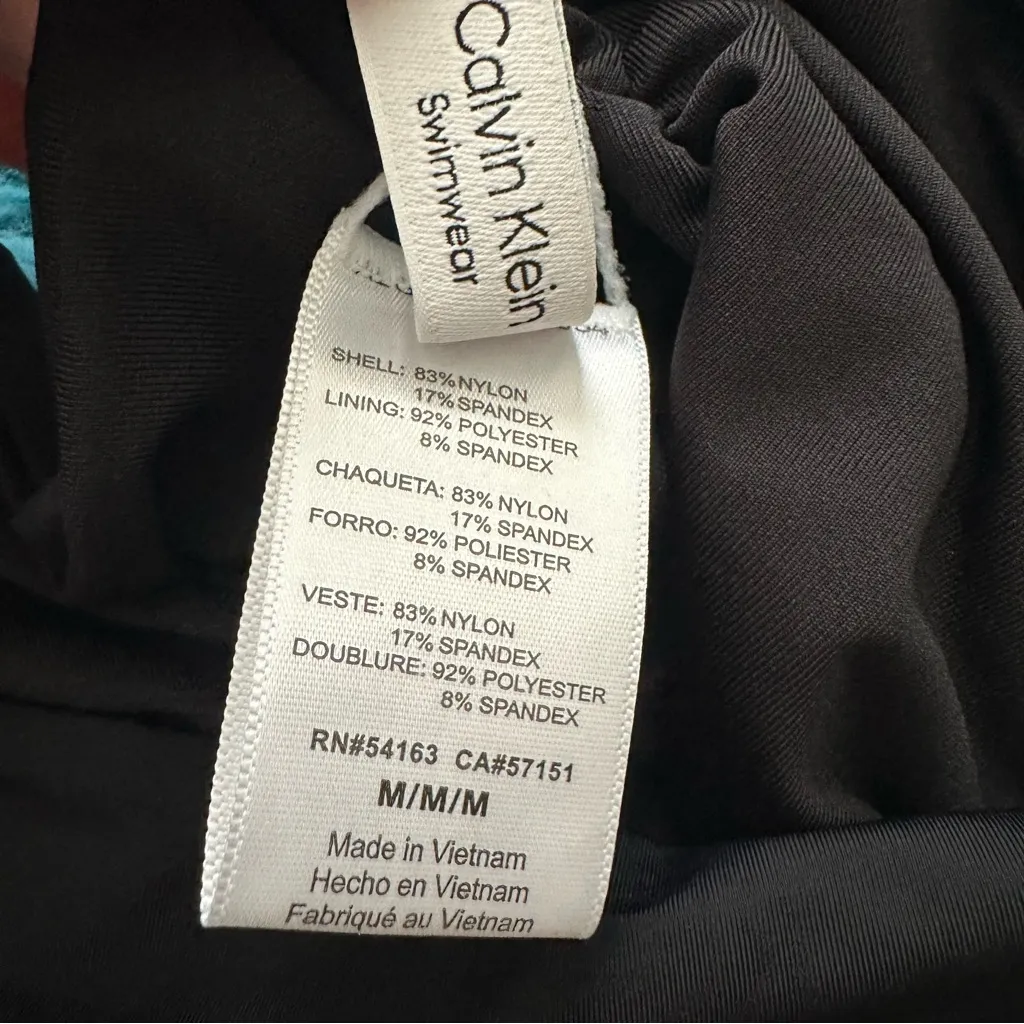 Calvin Klein
Swimwear
SHELL: 83% NYLON
17% SPANDEX
LINING: 92% POLYESTER
8% SPANDEX
CHAQUETA: 83% NYLON
17% SPANDEX
FORRO: 92% POLIESTER
8% SPANDEX
VESTE: 83% NYLON
17% SPANDEX
DOUBLURE: 92% POLYESTER
8% SPANDEX
RN#54163 CA#57151
M/M/M
Made in Vietnam
Hecho en Vietnam
Fabriqué au Vietnam